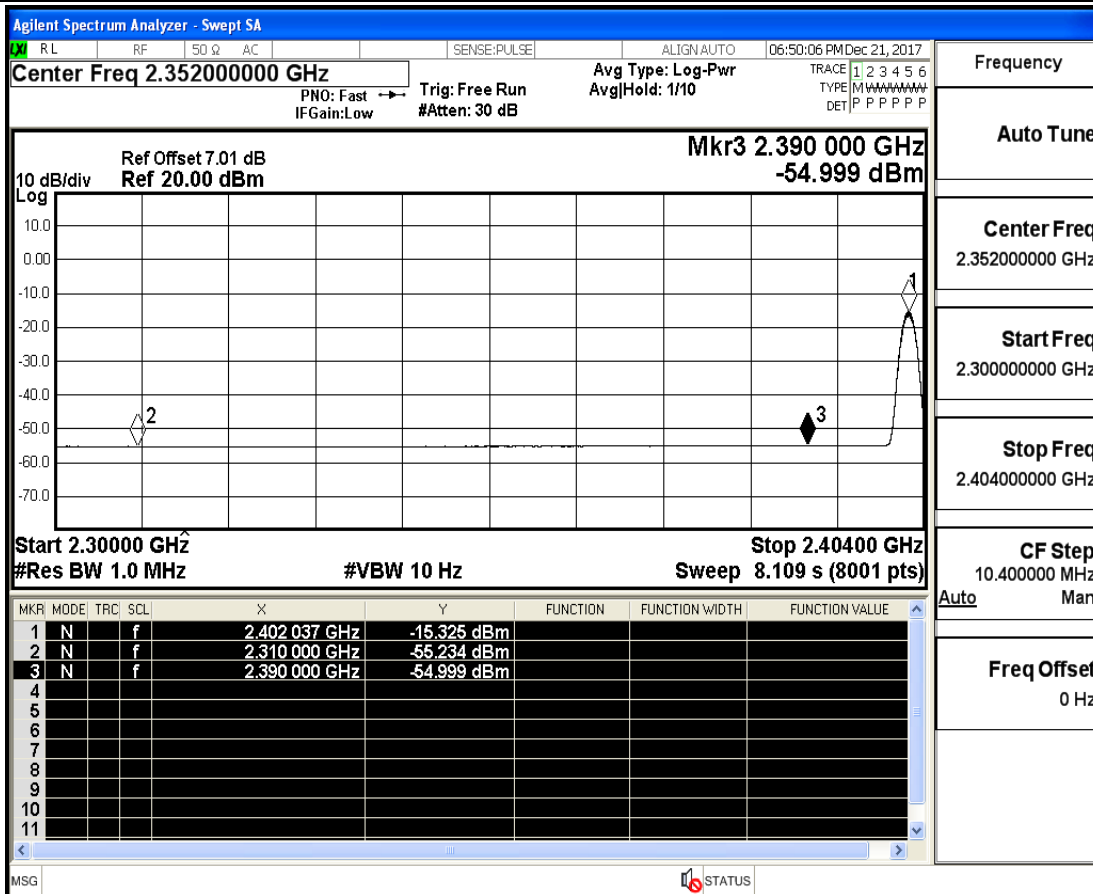 Agilent Spectrum Analyzer - Swept SA
LXI RL RF 50 Ω AC SENSE:PULSE ALIGN AUTO 06:50:06 PM Dec 21, 2017
Center Freq 2.352000000 GHz
PNO: Fast
IFGain:Low
Trig: Free Run
#Atten: 30 dB
Avg Type: Log-Pwr
Avg|Hold: 1/10
TRACE 1 2 3 4 5 6
TYPE M
DET P P P P P P
Mkr3 2.390 000 GHz
-54.999 dBm
Ref Offset 7.01 dB
10 dB/div Ref 20.00 dBm
Log
10.0
0.00
-10.0
-20.0
-30.0
-40.0
-50.0
-60.0
-70.0
1
2
3
Start 2.30000 GHz Stop 2.40400 GHz
#Res BW 1.0 MHz #VBW 10 Hz Sweep 8.109 s (8001 pts)
MKR MODE TRC SCL X Y FUNCTION FUNCTION WIDTH FUNCTION VALUE
1 N f 2.402 037 GHz -15.325 dBm
2 N f 2.310 000 GHz -55.234 dBm
3 N f 2.390 000 GHz -54.999 dBm
4
5
6
7
8
9
10
11
MSG STATUS
Frequency
Auto Tune
Center Freq
2.352000000 GHz
Start Freq
2.300000000 GHz
Stop Freq
2.404000000 GHz
CF Step
10.400000 MHz
Auto Man
Freq Offset
0 Hz